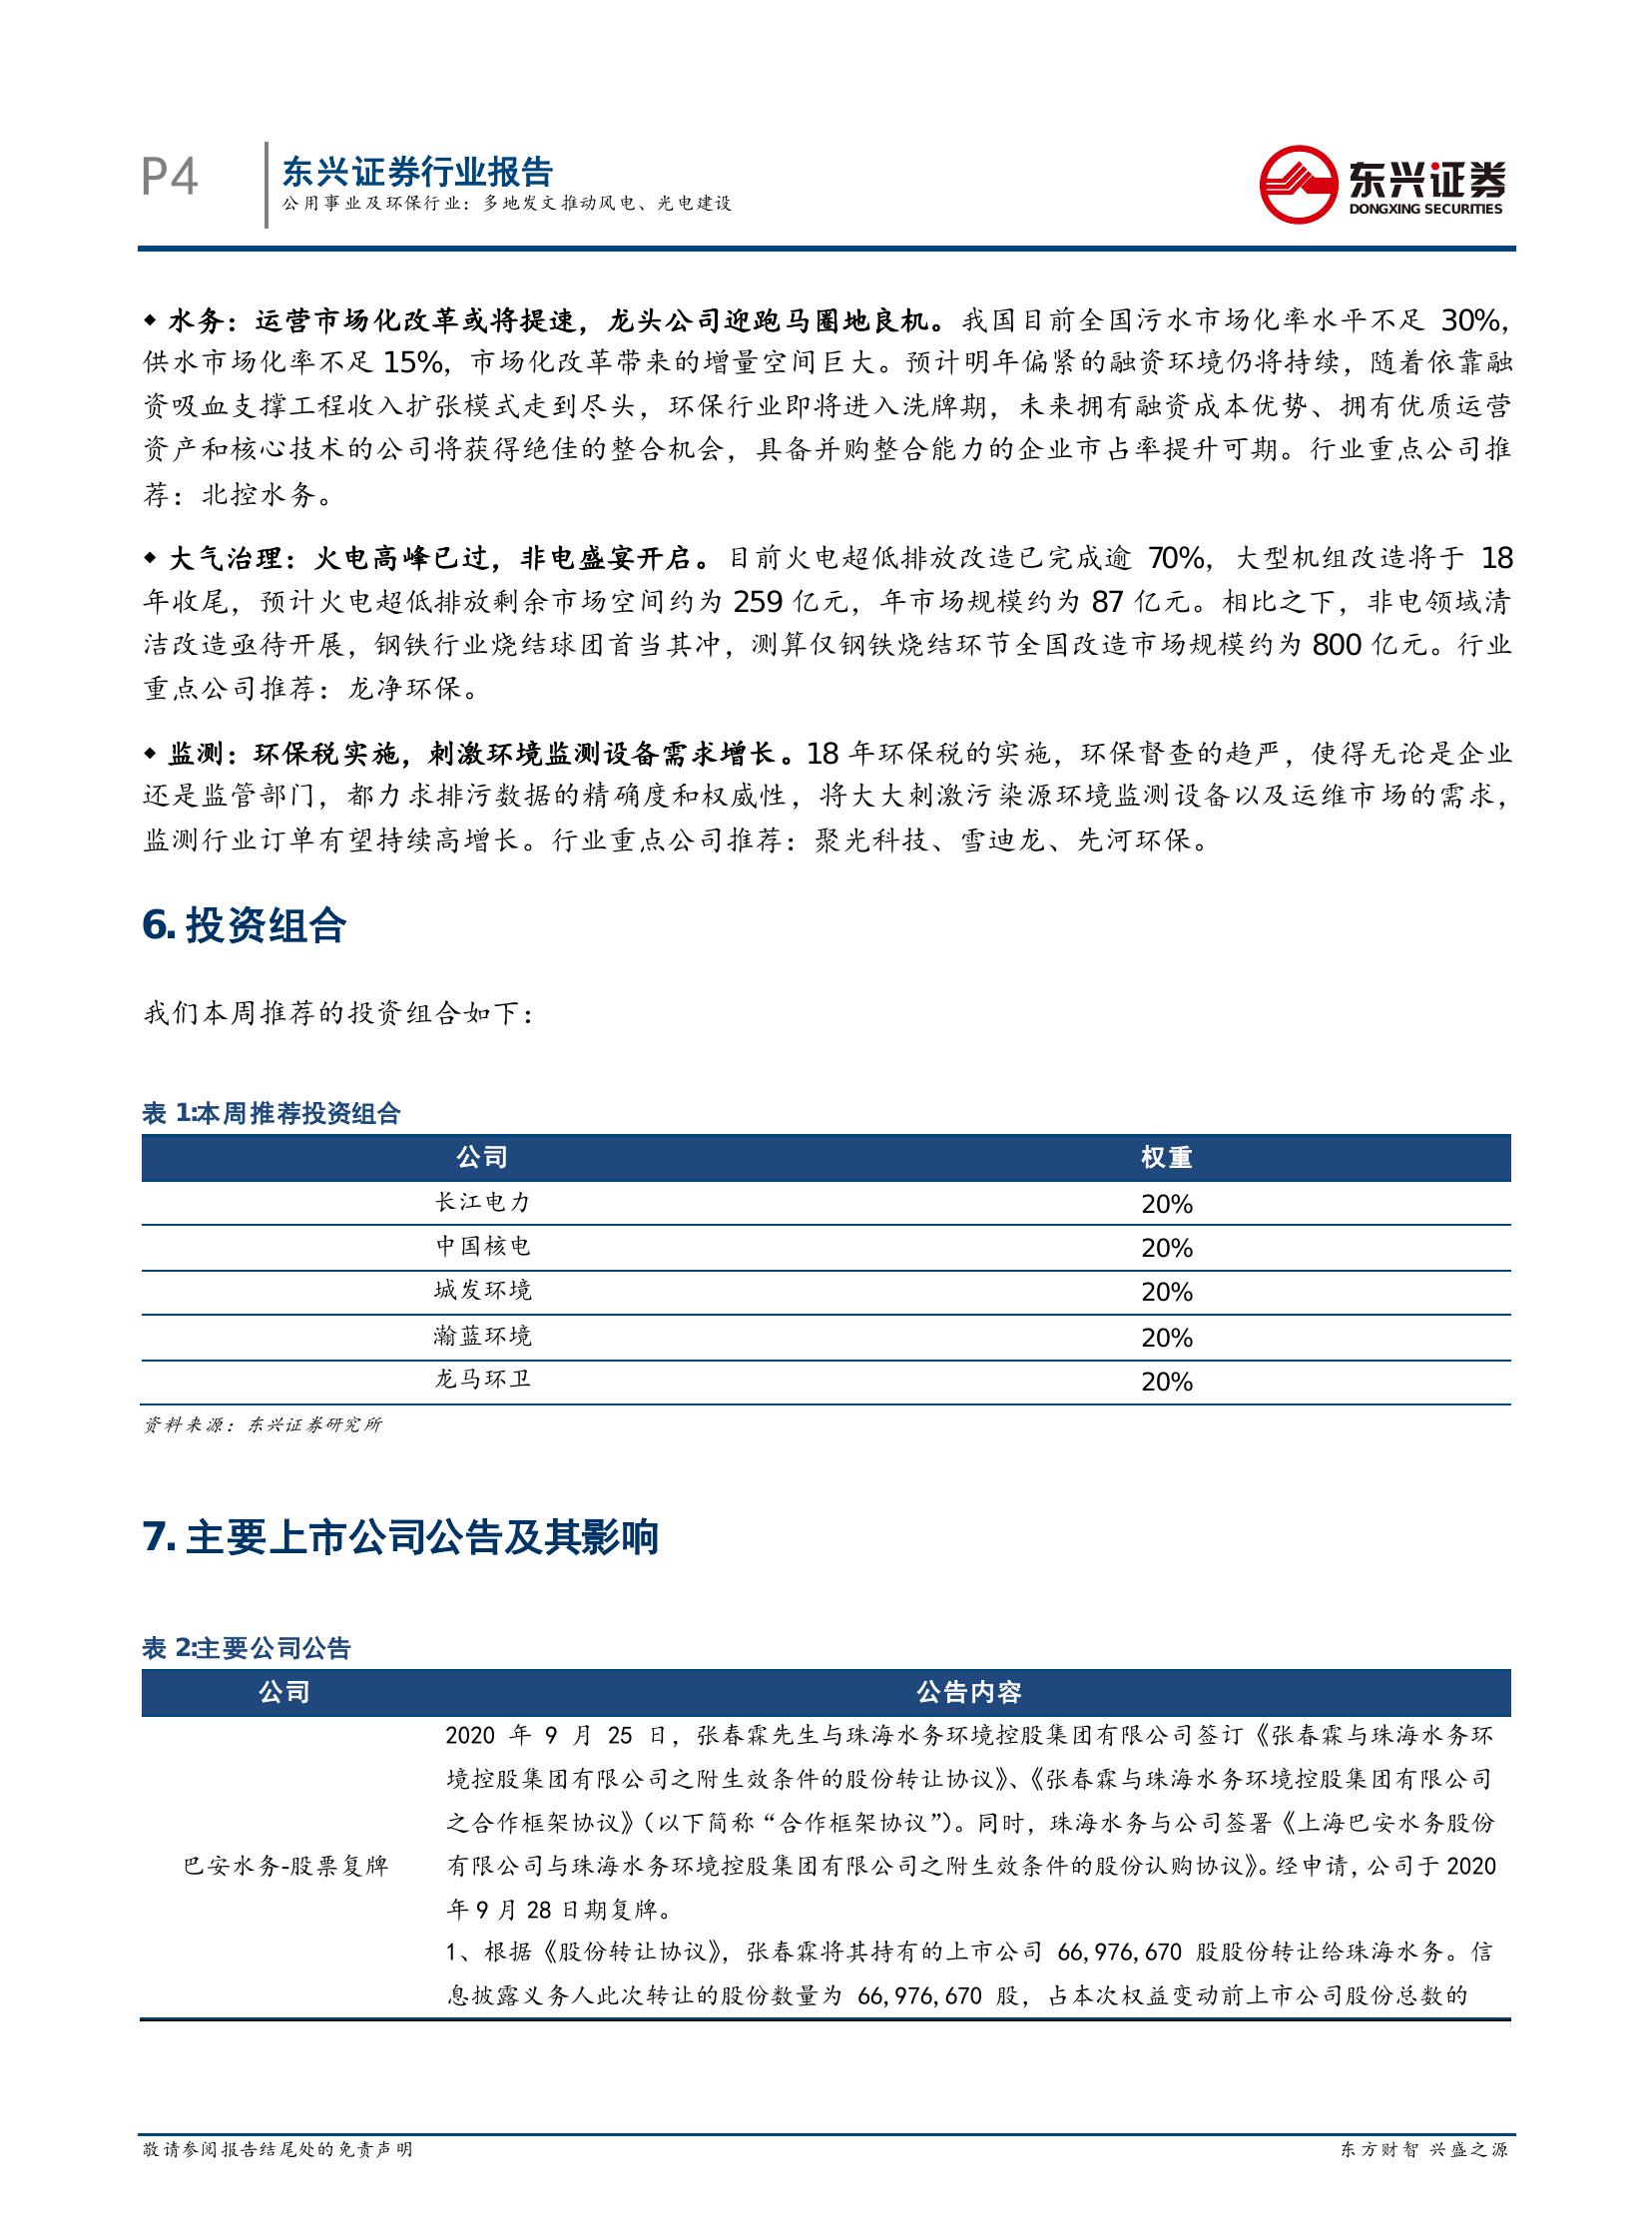 P4
东兴证券行业报告
公用事业及环保行业：多地发文推动风电、光电建设
东兴证券
DONGXING SECURITIES
◆ 水务：运营市场化改革或将提速，龙头公司迎跑马圈地良机。我国目前全国污水市场化率水平不足 30%，
供水市场化率不足 15%，市场化改革带来的增量空间巨大。预计明年偏紧的融资环境仍将持续，随着依靠融
资吸血支撑工程收入扩张模式走到尽头，环保行业即将进入洗牌期，未来拥有融资成本优势、拥有优质运营
资产和核心技术的公司将获得绝佳的整合机会，具备并购整合能力的企业市占率提升可期。行业重点公司推
荐：北控水务。
◆ 大气治理：火电高峰已过，非电盛宴开启。目前火电超低排放改造已完成逾 70%，大型机组改造将于 18
年收尾，预计火电超低排放剩余市场空间约为 259 亿元，年市场规模约为 87 亿元。相比之下，非电领域清
洁改造亟待开展，钢铁行业烧结球团首当其冲，测算仅钢铁烧结环节全国改造市场规模约为 800 亿元。行业
重点公司推荐：龙净环保。
◆ 监测：环保税实施，刺激环境监测设备需求增长。18 年环保税的实施，环保督查的趋严，使得无论是企业
还是监管部门，都力求排污数据的精确度和权威性，将大大刺激污染源环境监测设备以及运维市场的需求，
监测行业订单有望持续高增长。行业重点公司推荐：聚光科技、雪迪龙、先河环保。
6. 投资组合
我们本周推荐的投资组合如下：
表 1:本周推荐投资组合
公司 权重
长江电力 20%
中国核电 20%
城发环境 20%
瀚蓝环境 20%
龙马环卫 20%
资料来源：东兴证券研究所
7. 主要上市公司公告及其影响
表 2:主要公司公告
公司 公告内容
2020 年 9 月 25 日，张春霖先生与珠海水务环境控股集团有限公司签订《张春霖与珠海水务环
境控股集团有限公司之附生效条件的股份转让协议》、《张春霖与珠海水务环境控股集团有限公司
之合作框架协议》（以下简称“合作框架协议”）。同时，珠海水务与公司签署《上海巴安水务股份
巴安水务-股票复牌 有限公司与珠海水务环境控股集团有限公司之附生效条件的股份认购协议》。经申请，公司于 2020
年 9 月 28 日期复牌。
1、根据《股份转让协议》，张春霖将其持有的上市公司 66,976,670 股股份转让给珠海水务。信
息披露义务人此次转让的股份数量为 66,976,670 股，占本次权益变动前上市公司股份总数的
敬请参阅报告结尾处的免责声明 东方财智 兴盛之源